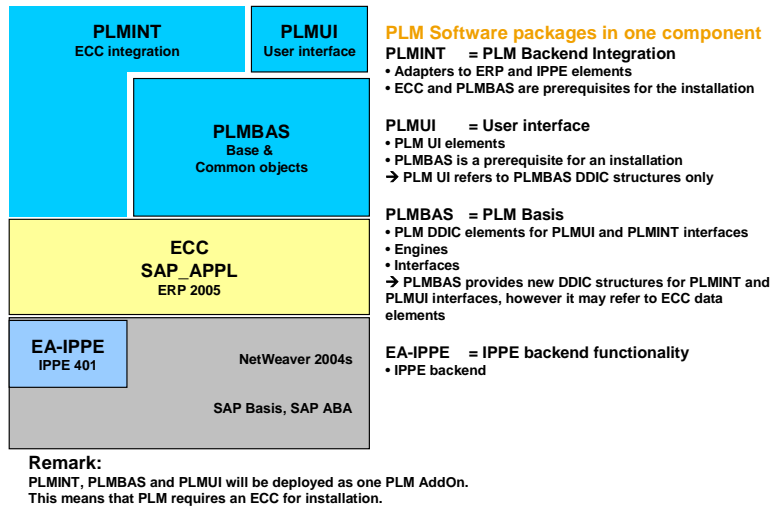 PLMINT
ECC integration
PLMUI
User interface
PLMBAS
Base &
Common objects
ECC
SAP_APPL
ERP 2005
EA-IPPE
IPPE 401
NetWeaver 2004s
SAP Basis, SAP ABA
PLM Software packages in one component
PLMINT = PLM Backend Integration
• Adapters to ERP and IPPE elements
• ECC and PLMBAS are prerequisites for the installation
PLMUI = User interface
• PLM UI elements
• PLMBAS is a prerequisite for an installation
→ PLM UI refers to PLMBAS DDIC structures only
PLMBAS = PLM Basis
• PLM DDIC elements for PLMUI and PLMINT interfaces
• Engines
• Interfaces
→ PLMBAS provides new DDIC structures for PLMINT and
PLMUI interfaces, however it may refer to ECC data
elements
EA-IPPE = IPPE backend functionality
• IPPE backend
Remark:
PLMINT, PLMBAS and PLMUI will be deployed as one PLM AddOn.
This means that PLM requires an ECC for installation.